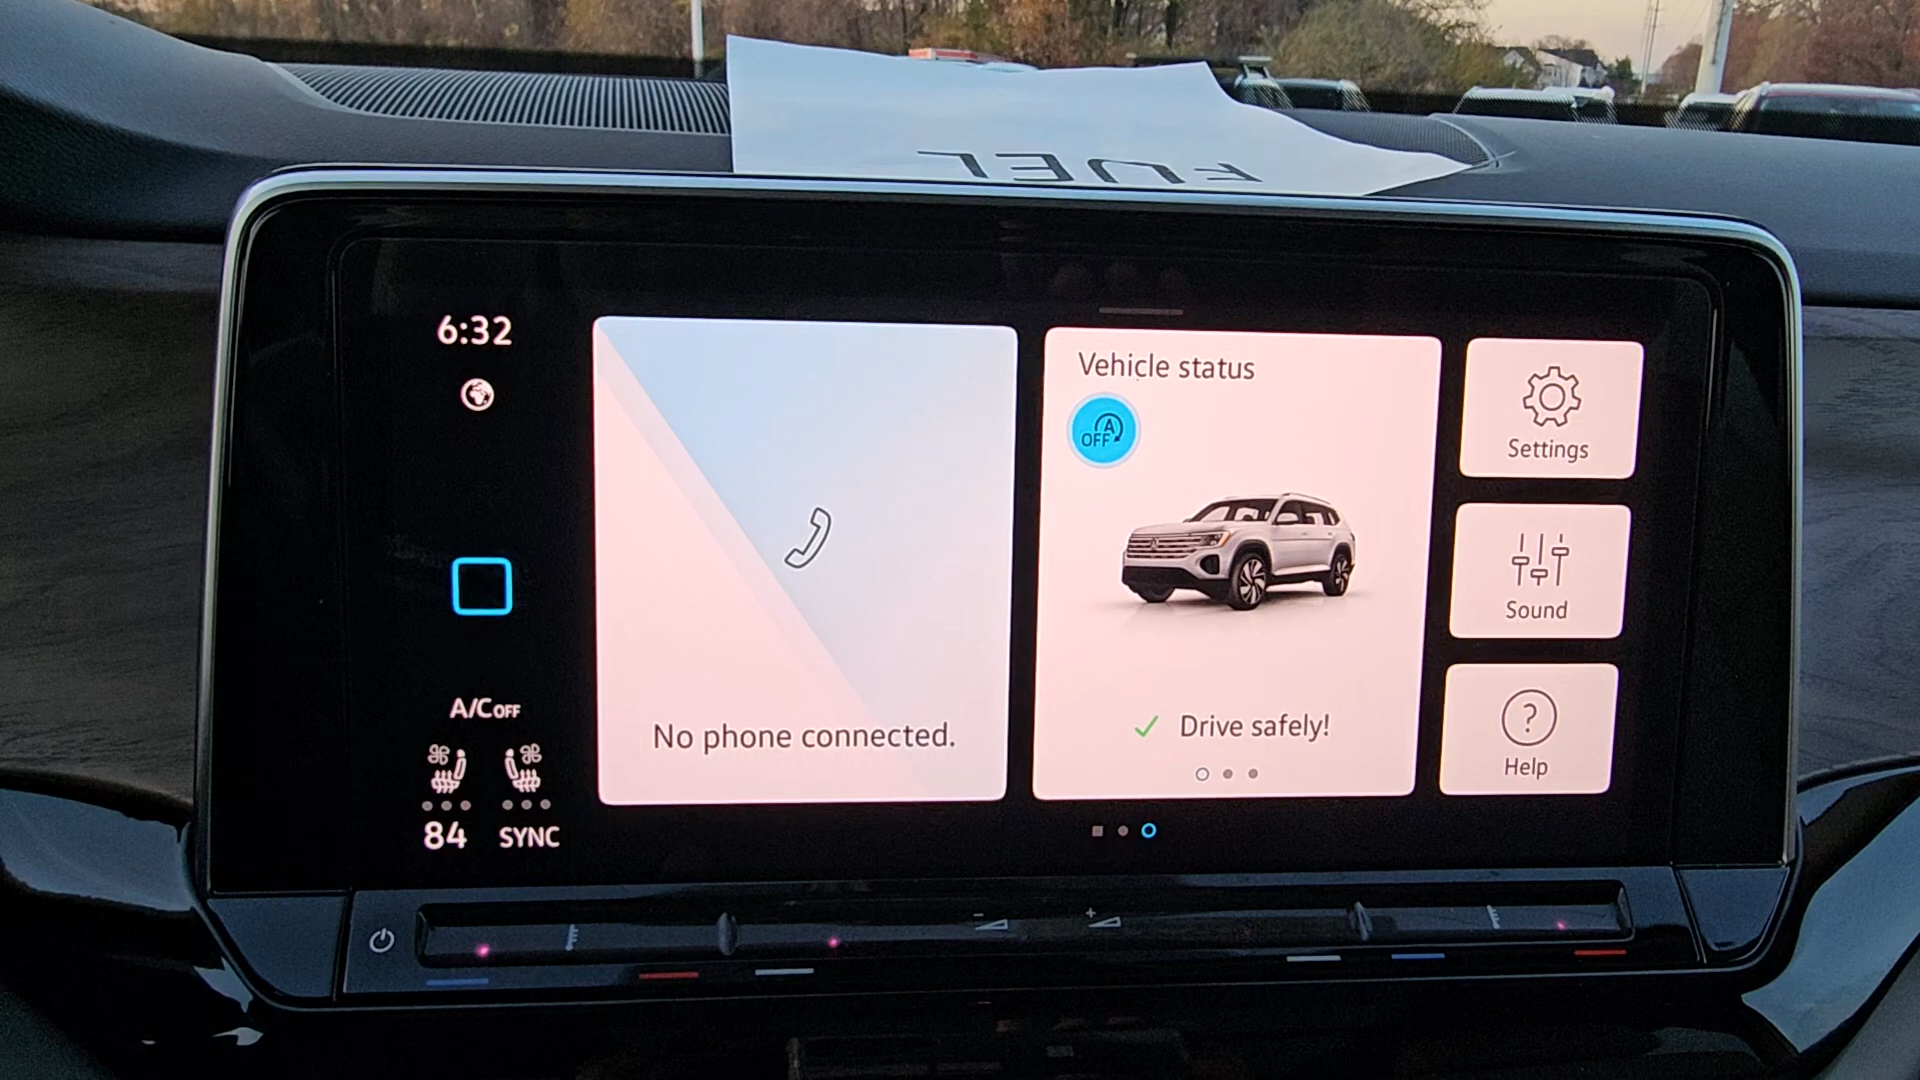 FUEL
6:32
A/C OFF
84 SYNC
No phone connected.
Vehicle status
A
OFF
Drive safely!
Settings
Sound
?
Help
- +